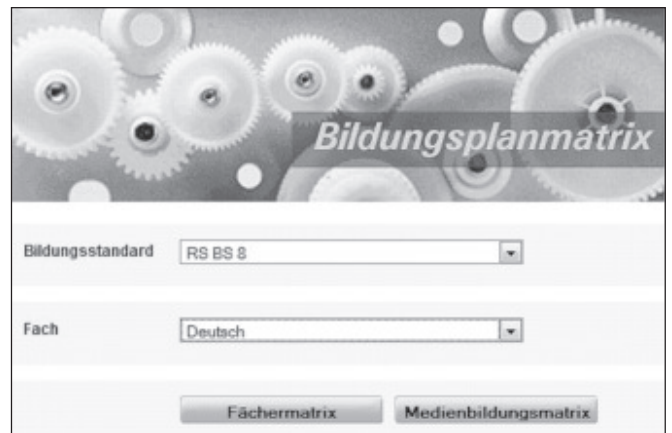 Bildungsplanmatrix
Bildungsstandard RS BS 8
Fach Deutsch
Fächermatrix Medienbildungsmatrix